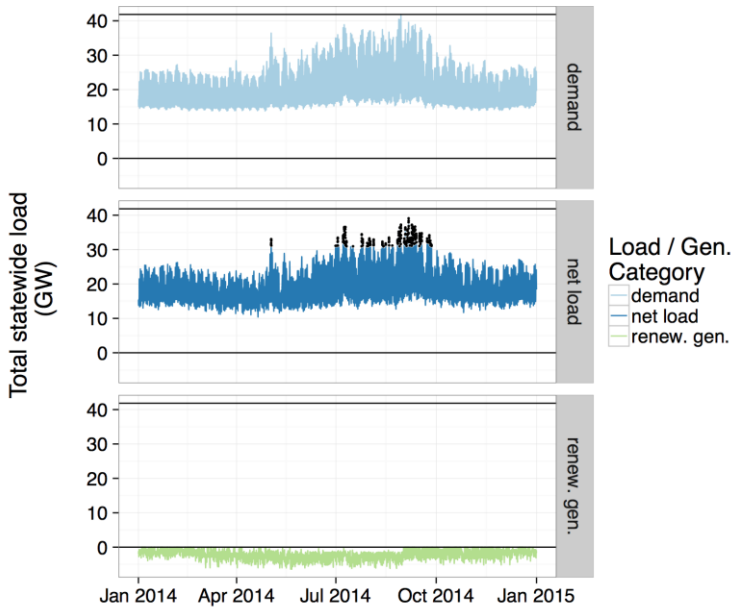 Total statewide load
(GW)
40
30
20
10
0
demand
40
30
20
10
0
net load
40
30
20
10
0
renew. gen.
Jan 2014 Apr 2014 Jul 2014 Oct 2014 Jan 2015
Load / Gen.
Category
demand
net load
renew. gen.